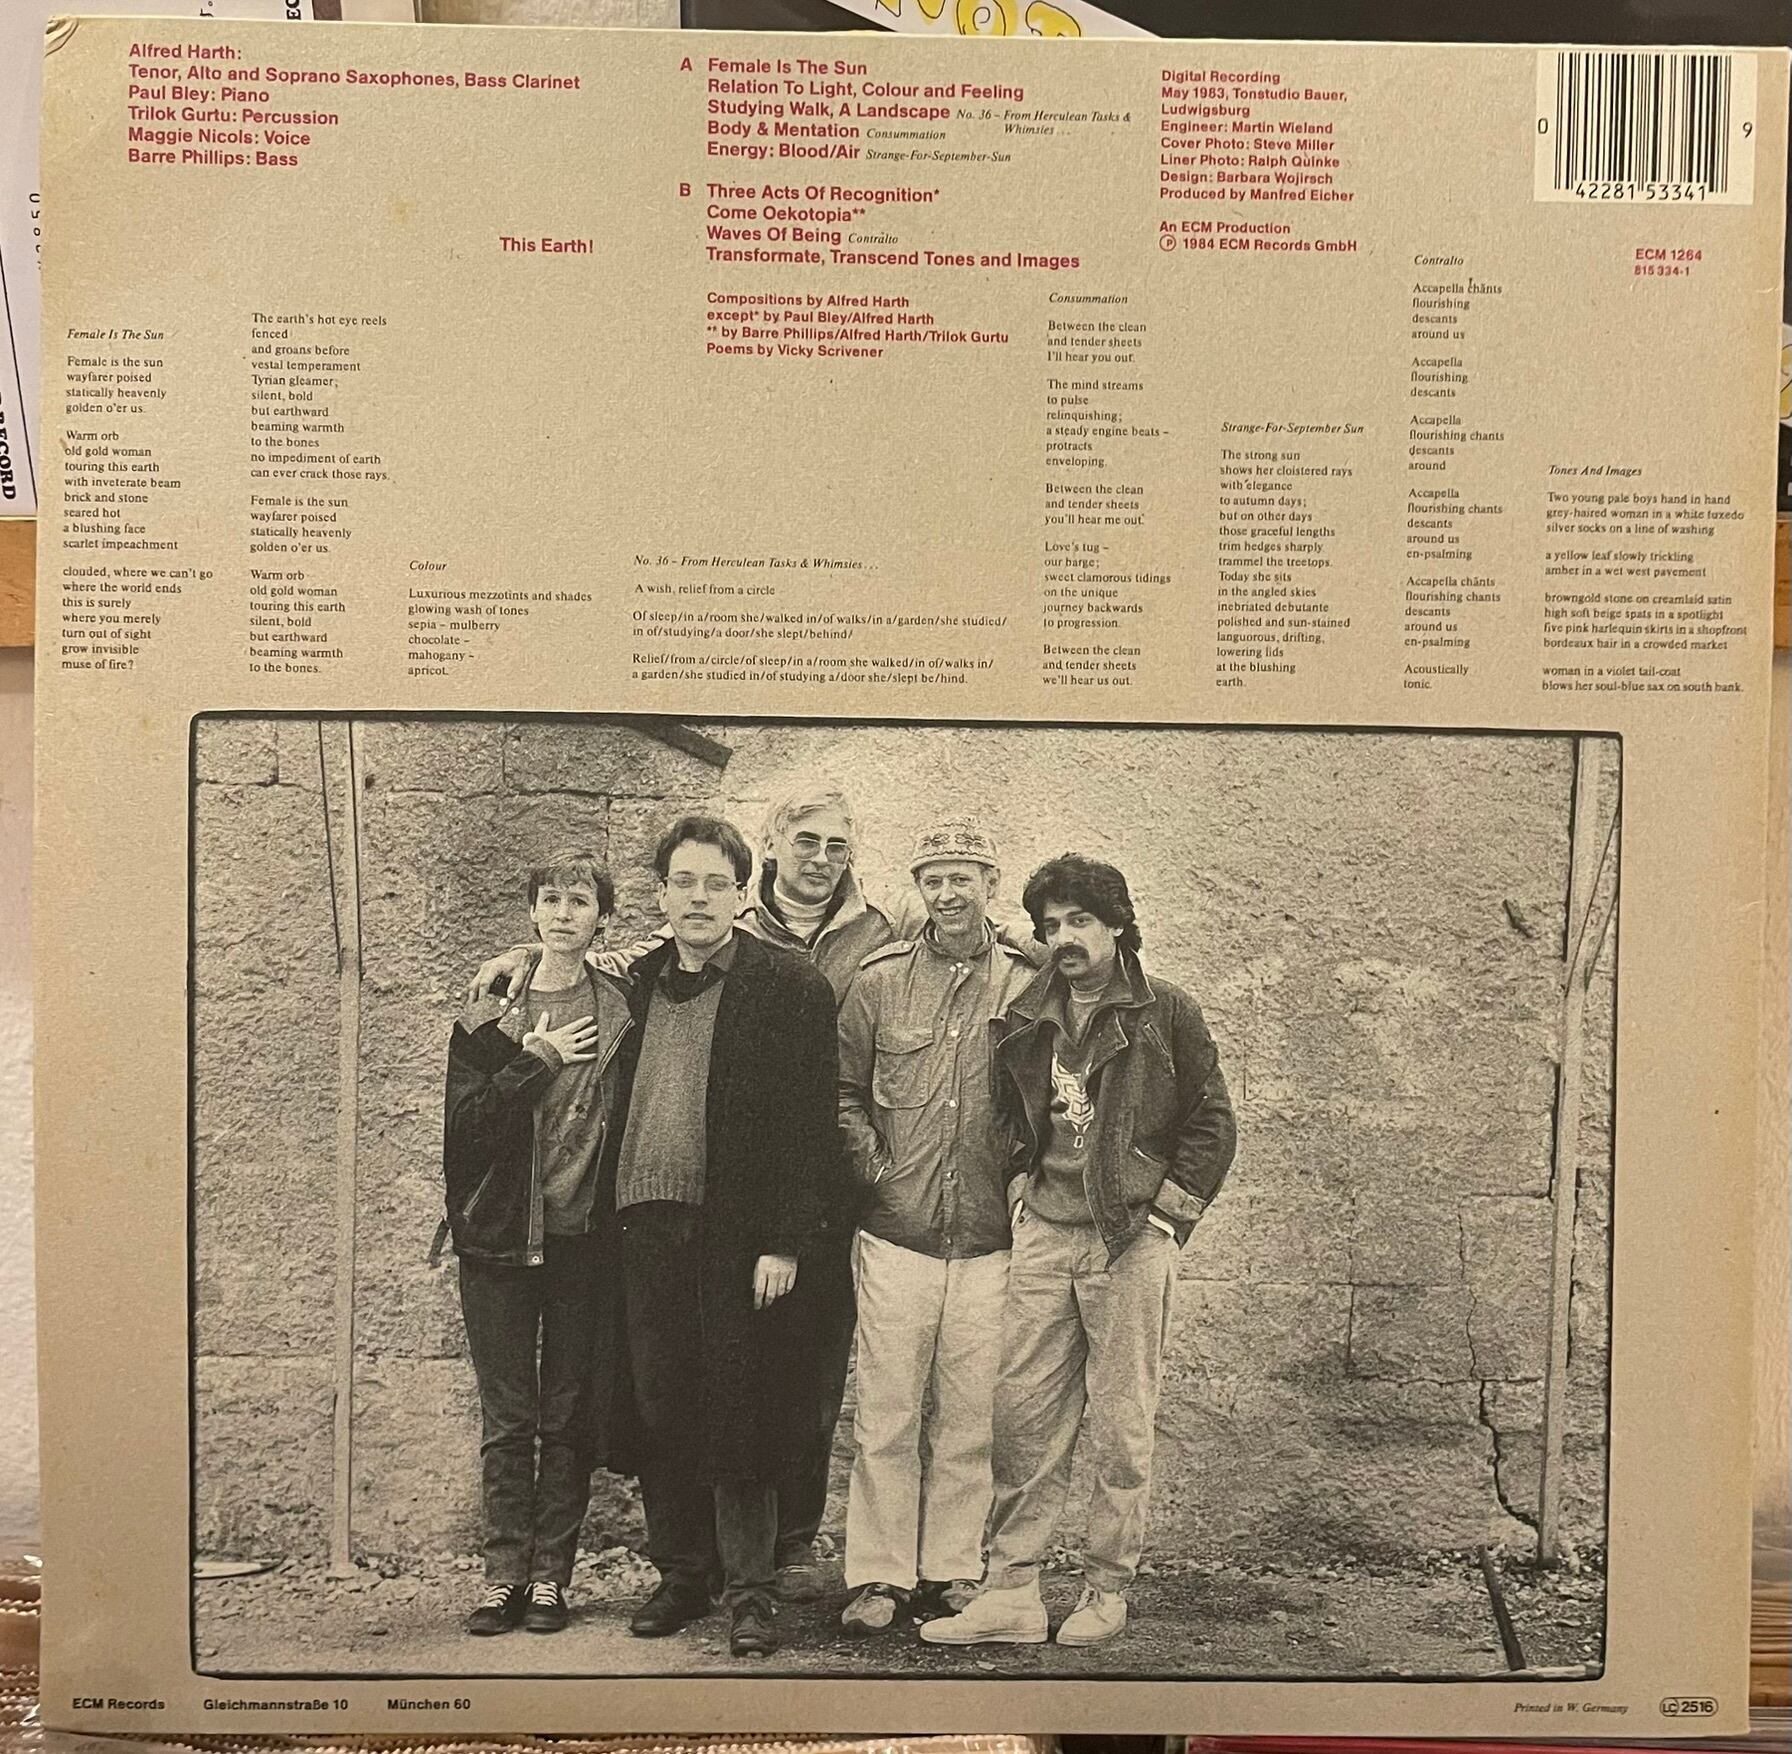 Alfred Harth:
Tenor, Alto and Soprano Saxophones, Bass Clarinet
Paul Bley: Piano
Trilok Gurtu: Percussion
Maggie Nicols: Voice
Barre Phillips: Bass
This Earth!
A Female Is The Sun
Relation To Light, Colour and Feeling
Studying Walk, A Landscape No. 36 – From Herculean Tasks &
Whimsies...
Body & Mentation Consummation
Energy: Blood/Air Strange-For-September-Sun
B Three Acts Of Recognition*
Come Oekotopia**
Waves Of Being Contralto
Transformate, Transcend Tones and Images
Compositions by Alfred Harth
except* by Paul Bley/Alfred Harth
** by Barre Phillips/Alfred Harth/Trilok Gurtu
Poems by Vicky Scrivener
Digital Recording
May 1983, Tonstudio Bauer,
Ludwigsburg
Engineer: Martin Wieland
Cover Photo: Steve Miller
Liner Photo: Ralph Quinke
Design: Barbara Wojirsch
Produced by Manfred Eicher
An ECM Production
Ⓟ 1984 ECM Records GmbH
0 42281 53341 9
ECM 1264
815 334-1
Female Is The Sun
Female is the sun
wayfarer poised
statically heavenly
golden o'er us.
Warm orb
old gold woman
touring this earth
with inveterate beam
brick and stone
seared hot
a blushing face
scarlet impeachment
clouded, where we can't go
where the world ends
this is surely
where you merely
turn out of sight
grow invisible
muse of fire?
The earth's hot eye reels
fenced
and groans before
vestal temperament
Tyrian gleamer;
silent, bold
but earthward
beaming warmth
to the bones
no impediment of earth
can ever crack those rays.
Female is the sun
wayfarer poised
statically heavenly
golden o'er us.
Warm orb
old gold woman
touring this earth
silent, bold
but earthward
beaming warmth
to the bones.
Colour
Luxurious mezzotints and shades
glowing wash of tones
sepia – mulberry
chocolate –
mahogany –
apricot.
No. 36 – From Herculean Tasks & Whimsies...
A wish, relief from a circle
Of sleep/in a/room she/walked in/of walks/in a/garden/she studied/
in of/studying/a door/she slept/behind/
Relief/from a/circle/of sleep/in a/room she walked/in of/walks in/
a garden/she studied in/of studying a/door she/slept be/hind.
Consummation
Between the clean
and tender sheets
I'll hear you out.
The mind streams
to pulse
relinquishing;
a steady engine beats –
protracts
enveloping.
Between the clean
and tender sheets
you'll hear me out.
Love's tug –
our barge;
sweet clamorous tidings
on the unique
journey backwards
to progression.
Between the clean
and tender sheets
we'll hear us out.
Strange-For-September Sun
The strong sun
shows her cloistered rays
with elegance
to autumn days;
but on other days
those graceful lengths
trim hedges sharply
trammel the treetops.
Today she sits
in the angled skies
inebriated debutante
polished and sun-stained
languorous, drifting,
lowering lids
at the blushing
earth.
Contralto
Accapella chants
flourishing
descants
around us
Accapella
flourishing
descants
Accapella
flourishing chants
descants
around
Accapella
flourishing chants
descants
around us
en-psalming
Accapella chants
flourishing chants
descants
around us
en-psalming
Acoustically
tonic.
Tones And Images
Two young pale boys hand in hand
grey-haired woman in a white tuxedo
silver socks on a line of washing
a yellow leaf slowly trickling
amber in a wet west pavement
browngold stone on creamlaid satin
high soft beige spats in a spotlight
five pink harlequin skirts in a shopfront
bordeaux hair in a crowded market
woman in a violet tail-coat
blows her soul-blue sax on south bank.
ECM Records Gleichmannstraße 10 München 60
Printed in W. Germany
LC 2516